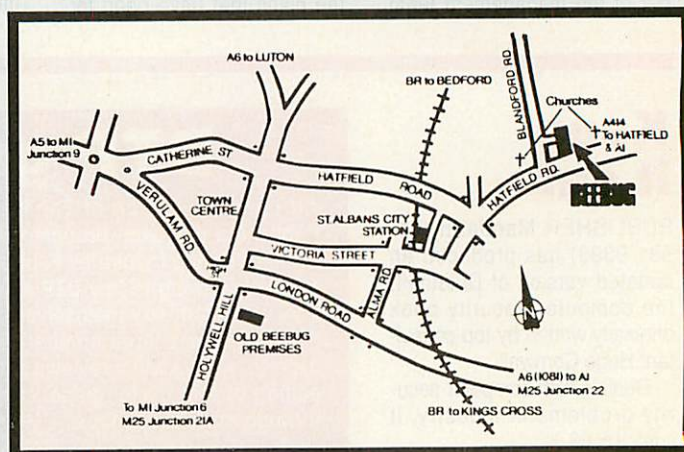 A6 to LUTON
BR to BEDFORD
BLANDFORD RD
Churches
A414
To HATFIELD
& A1
A5 to M1
Junction 9
CATHERINE ST
HATFIELD
ROAD
HATFIELD RD.
BEEBUG
VERULAM RD
TOWN
CENTRE
ST.ALBANS CITY
STATION
VICTORIA STREET
ALMA RD
LONDON ROAD
HOLYWELL HILL
OLD BEEBUG
PREMISES
N
To M1 Junction 6
M25 Junction 21A
A6 (1081) to A1
M25 Junction 22
BR to KINGS CROSS